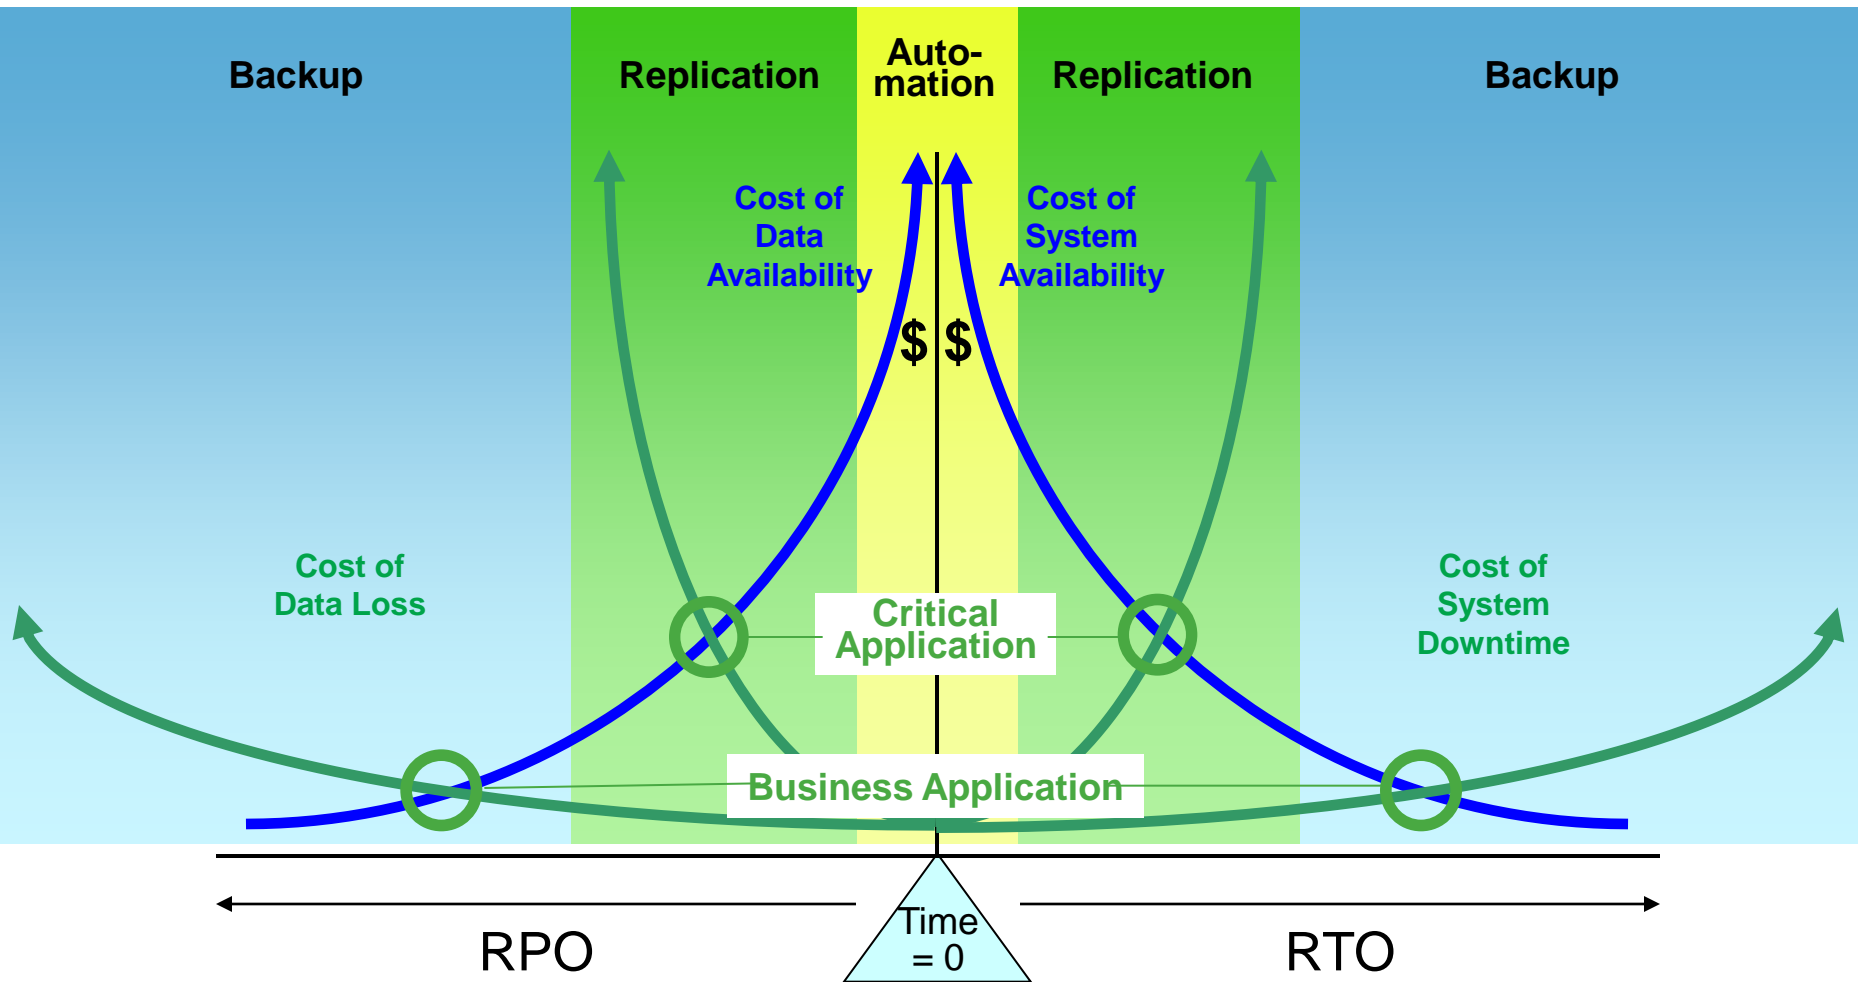 Backup
Replication
Auto-
mation
Replication
Backup
Cost of
Data
Availability
Cost of
System
Availability
$ $
Cost of
Data Loss
Cost of
System
Downtime
Critical
Application
Business Application
Time
= 0
RPO
RTO